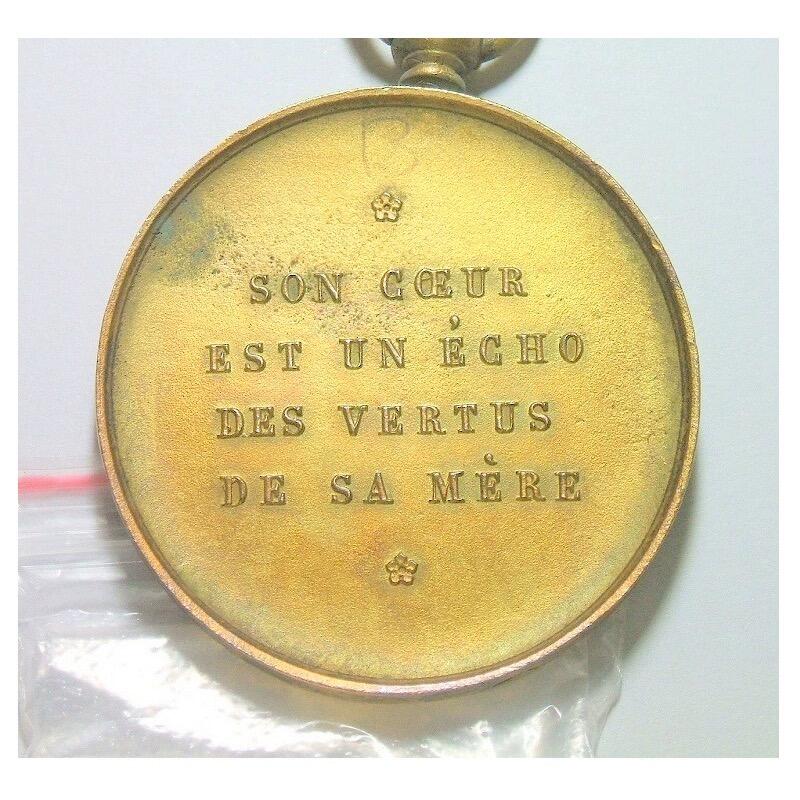 SON CŒUR
EST UN ÉCHO
DES VERTUS
DE SA MÈRE